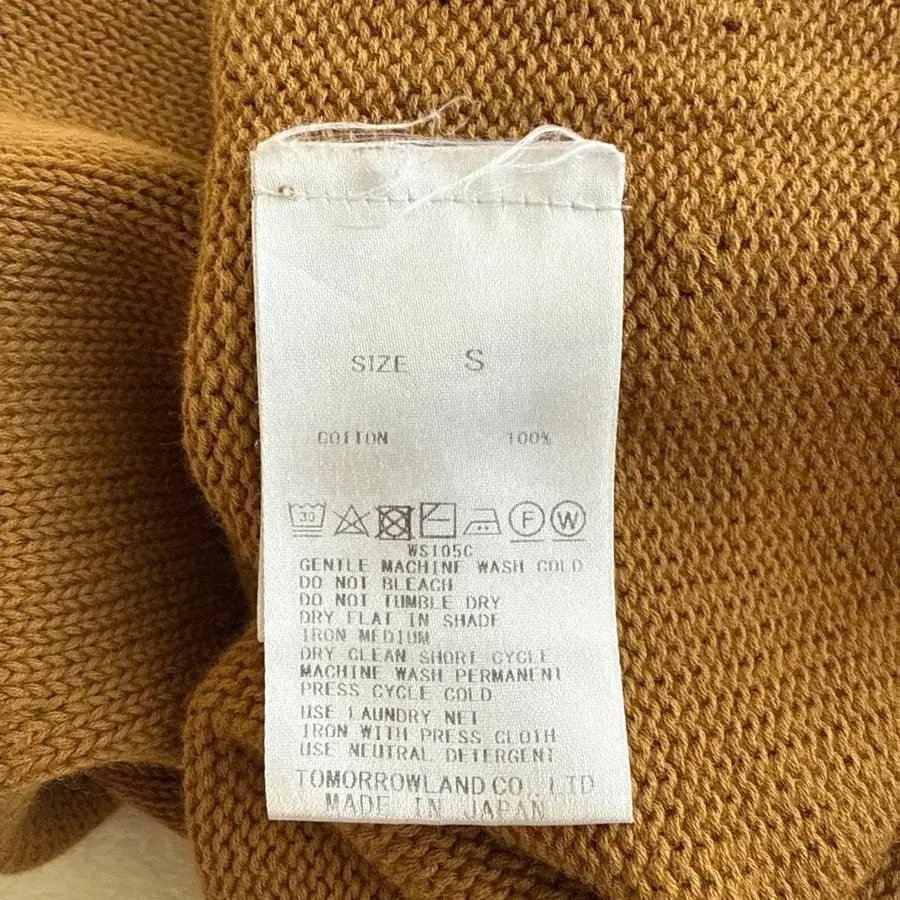 SIZE S
COTTON 100%
30 F W
WS105C
GENTLE MACHINE WASH COLD
DO NOT BLEACH
DO NOT TUMBLE DRY
DRY FLAT IN SHADE
IRON MEDIUM
DRY CLEAN SHORT CYCLE
MACHINE WASH PERMANENT
PRESS CYCLE COLD
USE LAUNDRY NET
IRON WITH PRESS CLOTH
USE NEUTRAL DETERGENT
TOMORROWLAND CO., LTD
MADE IN JAPAN